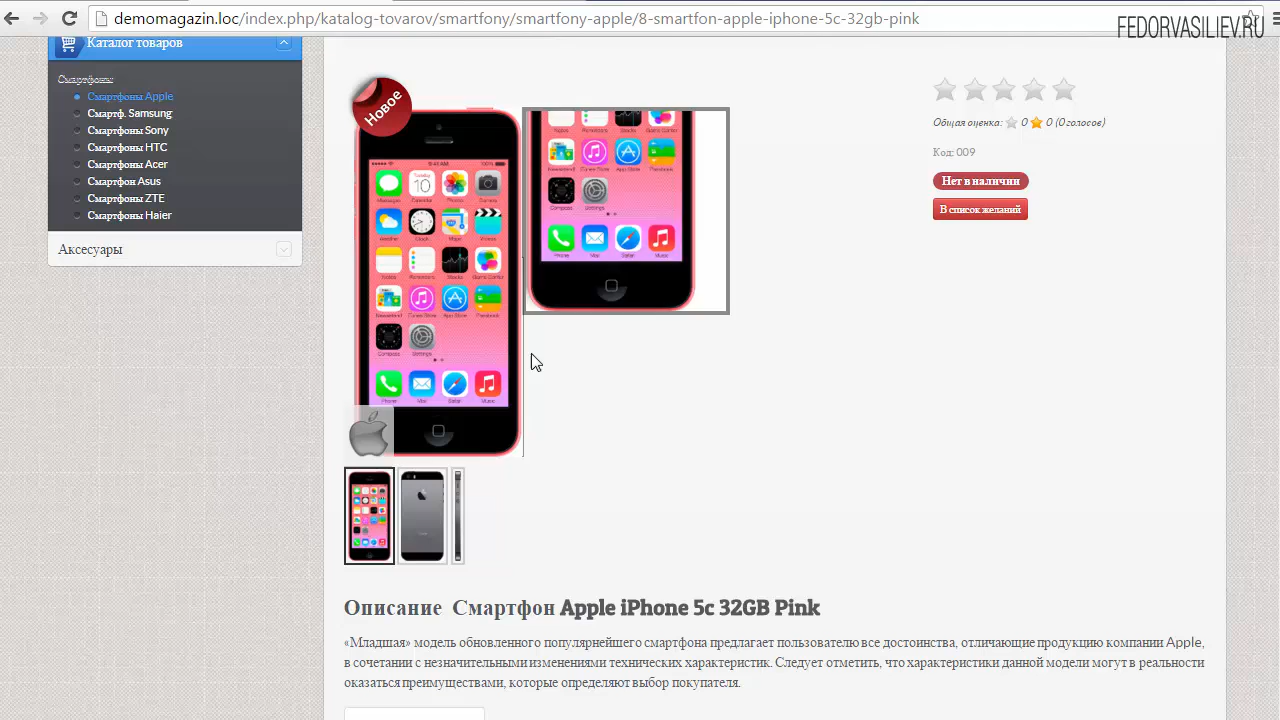 demomagazin.loc/index.php/katalog-tovarov/smartfony/smartfony-apple/8-smartfon-apple-iphone-5c-32gb-pink
FEDORVASILIEV.RU
Каталог товаров
Смартфоны
Смартфоны Apple
Смартф. Samsung
Смартфоны Sony
Смартфоны HTC
Смартфоны Acer
Смартфон Asus
Смартфоны ZTE
Смартфоны Haier
Аксесуары
Новое
Общая оценка: 0 0 (0 голосов)
Код: 009
Нет в наличии
В список желаний
Описание Смартфон Apple iPhone 5c 32GB Pink
«Младшая» модель обновленного популярнейшего смартфона предлагает пользователю все достоинства, отличающие продукцию компании Apple,
в сочетании с незначительными изменениями технических характеристик. Следует отметить, что характеристики данной модели могут в реальности
оказаться преимуществами, которые определяют выбор покупателя.